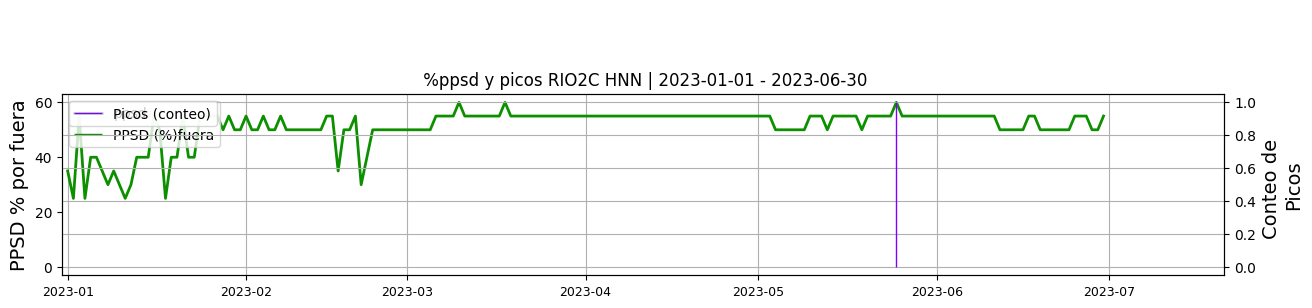 %ppsd y picos RIO2C HNN | 2023-01-01 - 2023-06-30
Picos (conteo)
PPSD (%)fuera
PPSD % por fuera
60
40
20
0
1.0
0.8
0.6
0.4
0.2
0.0
Conteo de
Picos
2023-01
2023-02
2023-03
2023-04
2023-05
2023-06
2023-07